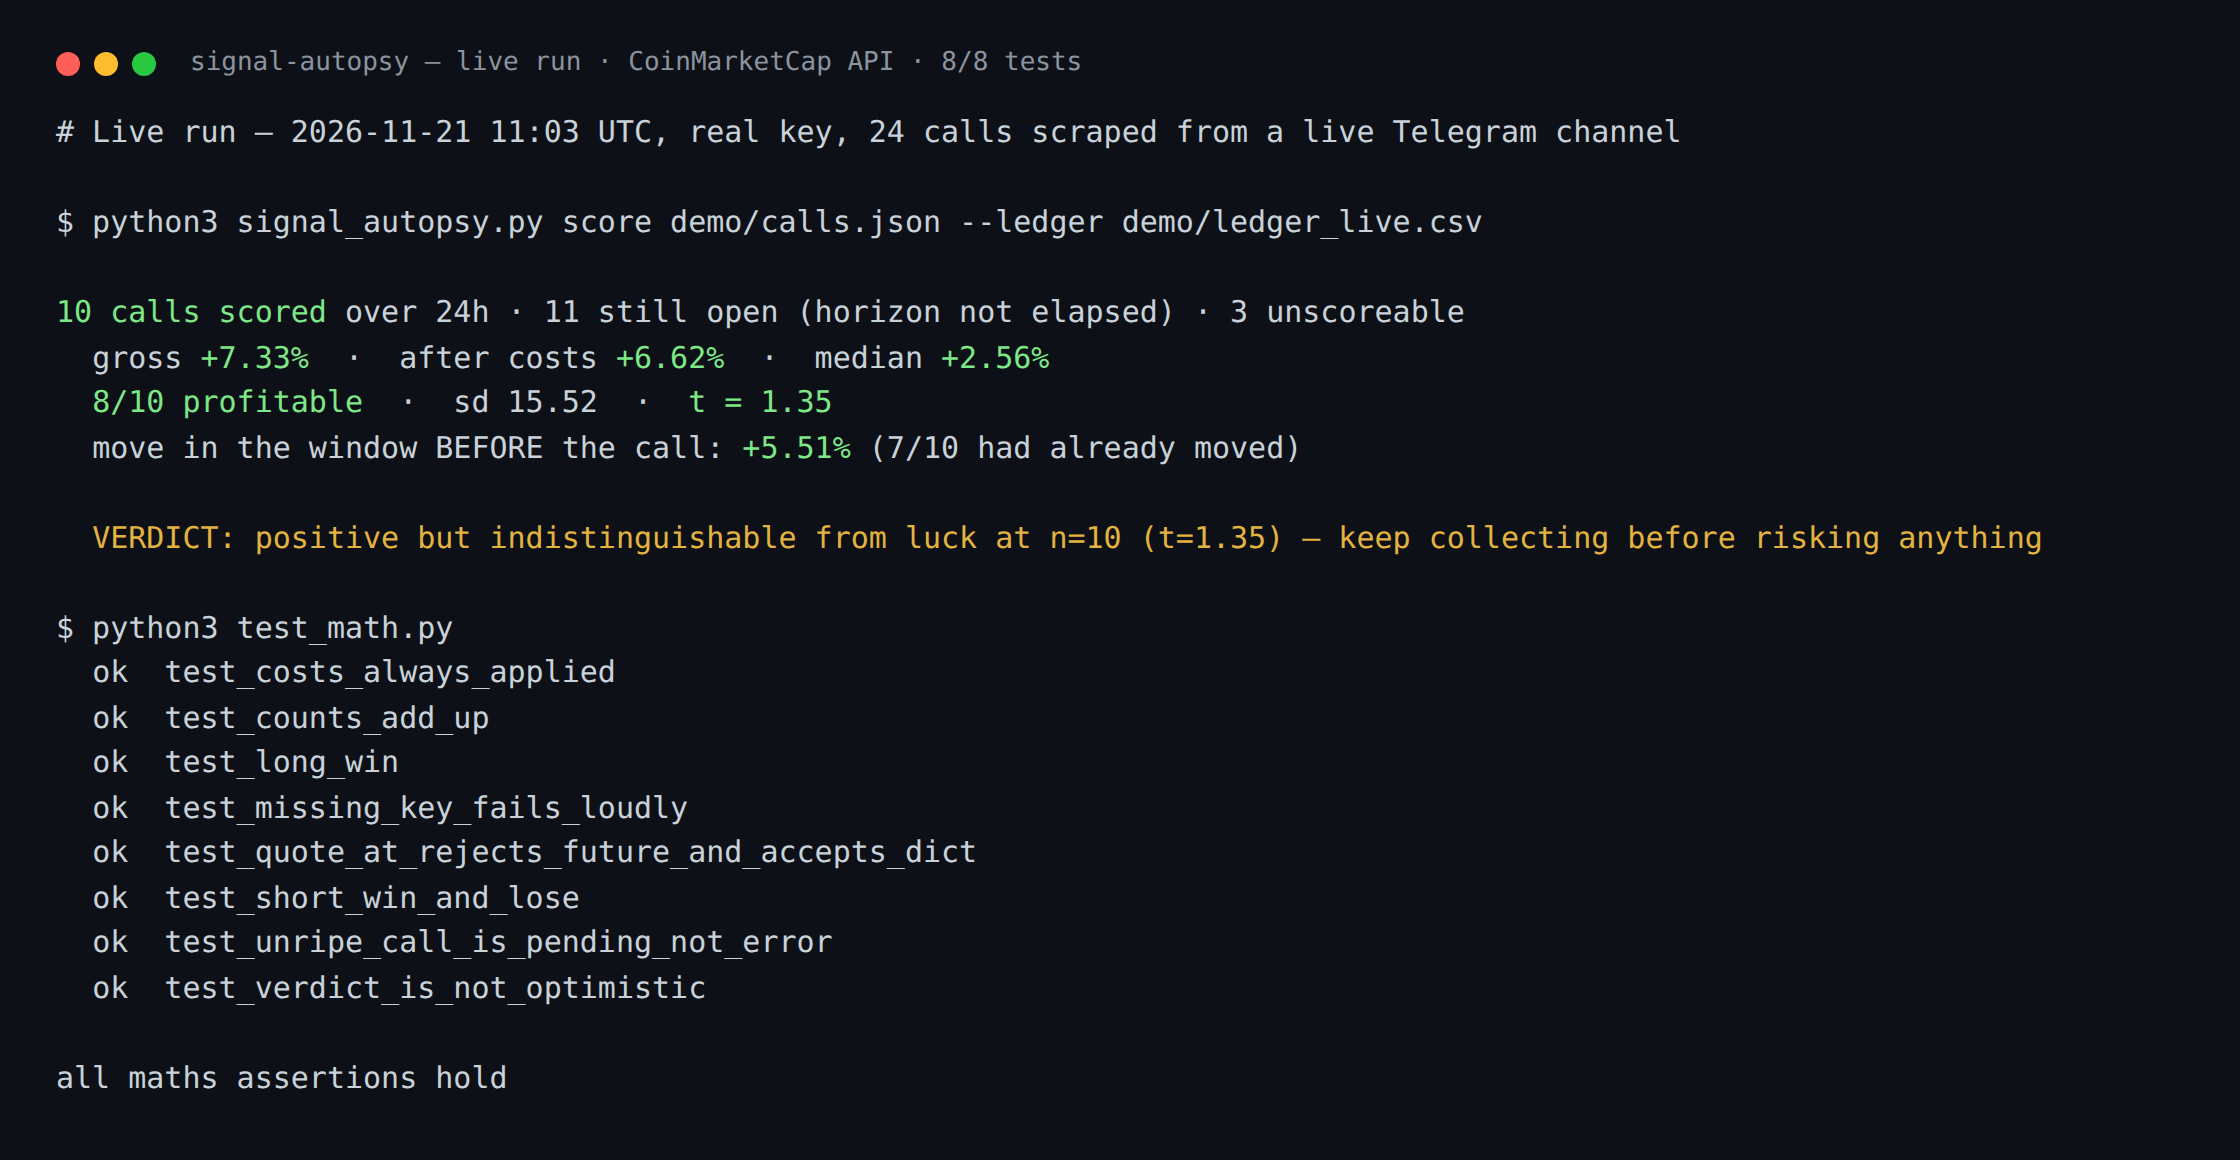 signal-autopsy — live run · CoinMarketCap API · 8/8 tests
# Live run — 2026-11-21 11:03 UTC, real key, 24 calls scraped from a live Telegram channel
$ python3 signal_autopsy.py score demo/calls.json --ledger demo/ledger_live.csv
10 calls scored over 24h · 11 still open (horizon not elapsed) · 3 unscoreable
gross +7.33% · after costs +6.62% · median +2.56%
8/10 profitable · sd 15.52 · t = 1.35
move in the window BEFORE the call: +5.51% (7/10 had already moved)
VERDICT: positive but indistinguishable from luck at n=10 (t=1.35) — keep collecting before risking anything
$ python3 test_math.py
ok test_costs_always_applied
ok test_counts_add_up
ok test_long_win
ok test_missing_key_fails_loudly
ok test_quote_at_rejects_future_and_accepts_dict
ok test_short_win_and_lose
ok test_unripe_call_is_pending_not_error
ok test_verdict_is_not_optimistic
all maths assertions hold